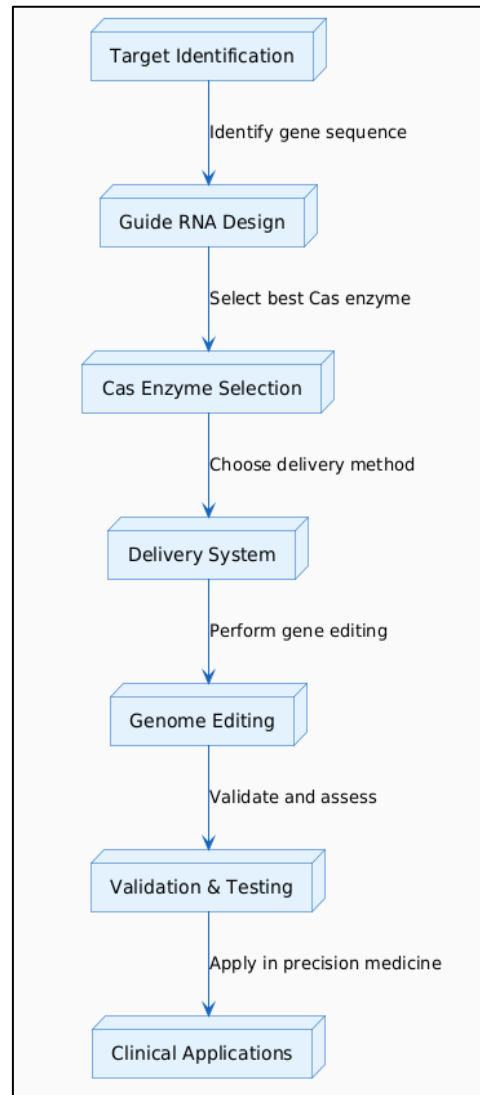 Target Identification
Identify gene sequence
Guide RNA Design
Select best Cas enzyme
Cas Enzyme Selection
Choose delivery method
Delivery System
Perform gene editing
Genome Editing
Validate and assess
Validation & Testing
Apply in precision medicine
Clinical Applications